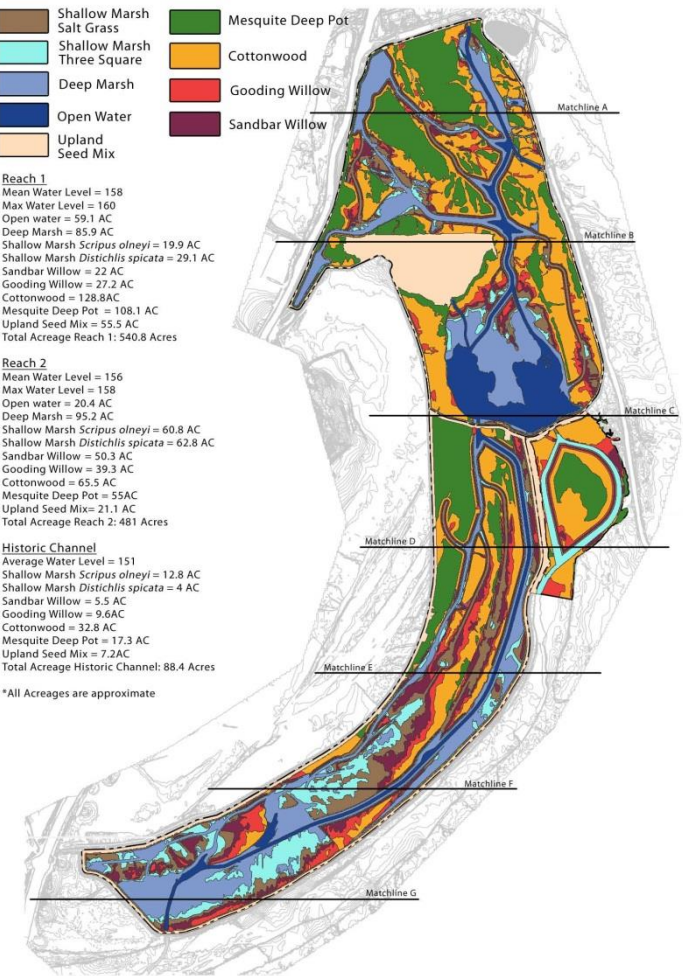 Shallow Marsh
Salt Grass
Shallow Marsh
Three Square
Deep Marsh
Open Water
Upland
Seed Mix
Mesquite Deep Pot
Cottonwood
Gooding Willow
Sandbar Willow
Reach 1
Mean Water Level = 158
Max Water Level = 160
Open water = 59.1 AC
Deep Marsh = 85.9 AC
Shallow Marsh Scripus olneyi = 19.9 AC
Shallow Marsh Distichlis spicata = 29.1 AC
Sandbar Willow = 22 AC
Gooding Willow = 27.2 AC
Cottonwood = 128.8AC
Mesquite Deep Pot = 108.1 AC
Upland Seed Mix = 55.5 AC
Total Acreage Reach 1: 540.8 Acres
Reach 2
Mean Water Level = 156
Max Water Level = 158
Open water = 20.4 AC
Deep Marsh = 95.2 AC
Shallow Marsh Scripus olneyi = 60.8 AC
Shallow Marsh Distichlis spicata = 62.8 AC
Sandbar Willow = 50.3 AC
Gooding Willow = 39.3 AC
Cottonwood = 65.5 AC
Mesquite Deep Pot = 55AC
Upland Seed Mix= 21.1 AC
Total Acreage Reach 2: 481 Acres
Historic Channel
Average Water Level = 151
Shallow Marsh Scripus olneyi = 12.8 AC
Shallow Marsh Distichlis spicata = 4 AC
Sandbar Willow = 5.5 AC
Gooding Willow = 9.6AC
Cottonwood = 32.8 AC
Mesquite Deep Pot = 17.3 AC
Upland Seed Mix = 7.2AC
Total Acreage Historic Channel: 88.4 Acres
*All Acreages are approximate
Matchline A
Matchline B
Matchline C
Matchline D
Matchline E
Matchline F
Matchline G